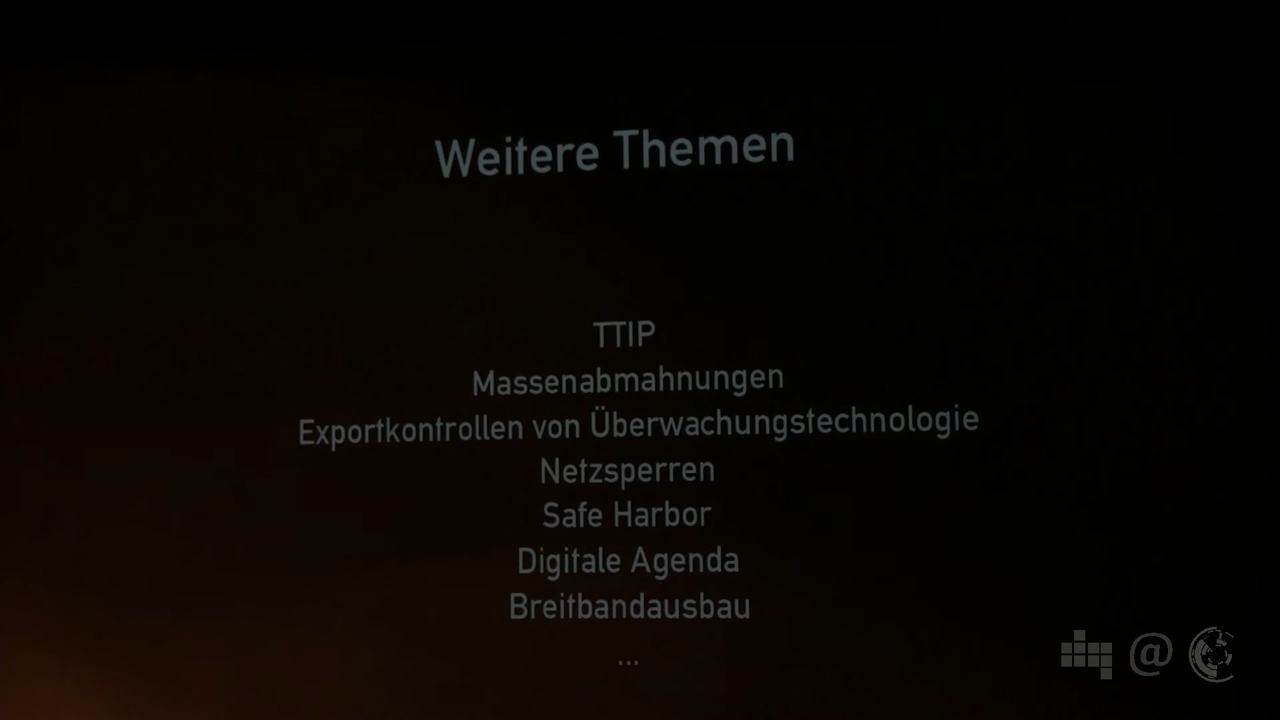 Weitere Themen
TTIP
Massenabmahnungen
Exportkontrollen von Überwachungstechnologie
Netzsperren
Safe Harbor
Digitale Agenda
Breitbandausbau
...
@